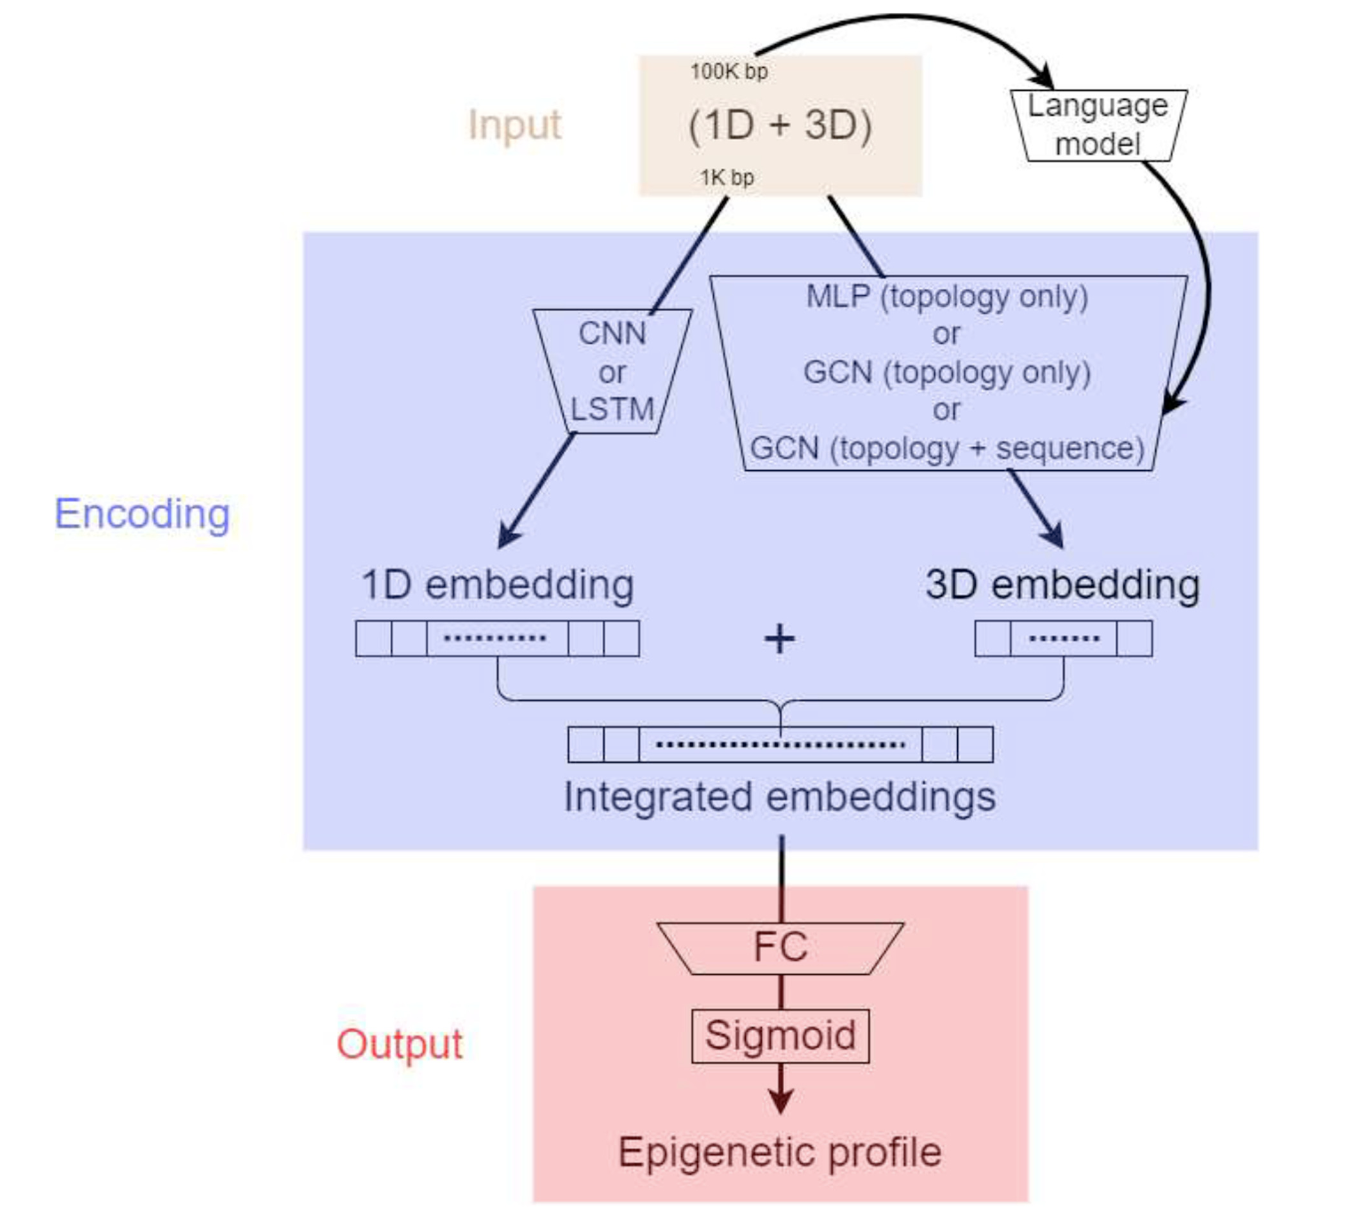 100K bp
Input
(1D + 3D)
1K bp
Language
model
CNN
or
LSTM
MLP (topology only)
or
GCN (topology only)
or
GCN (topology + sequence)
Encoding
1D embedding
+
3D embedding
Integrated embeddings
FC
Sigmoid
Output
Epigenetic profile